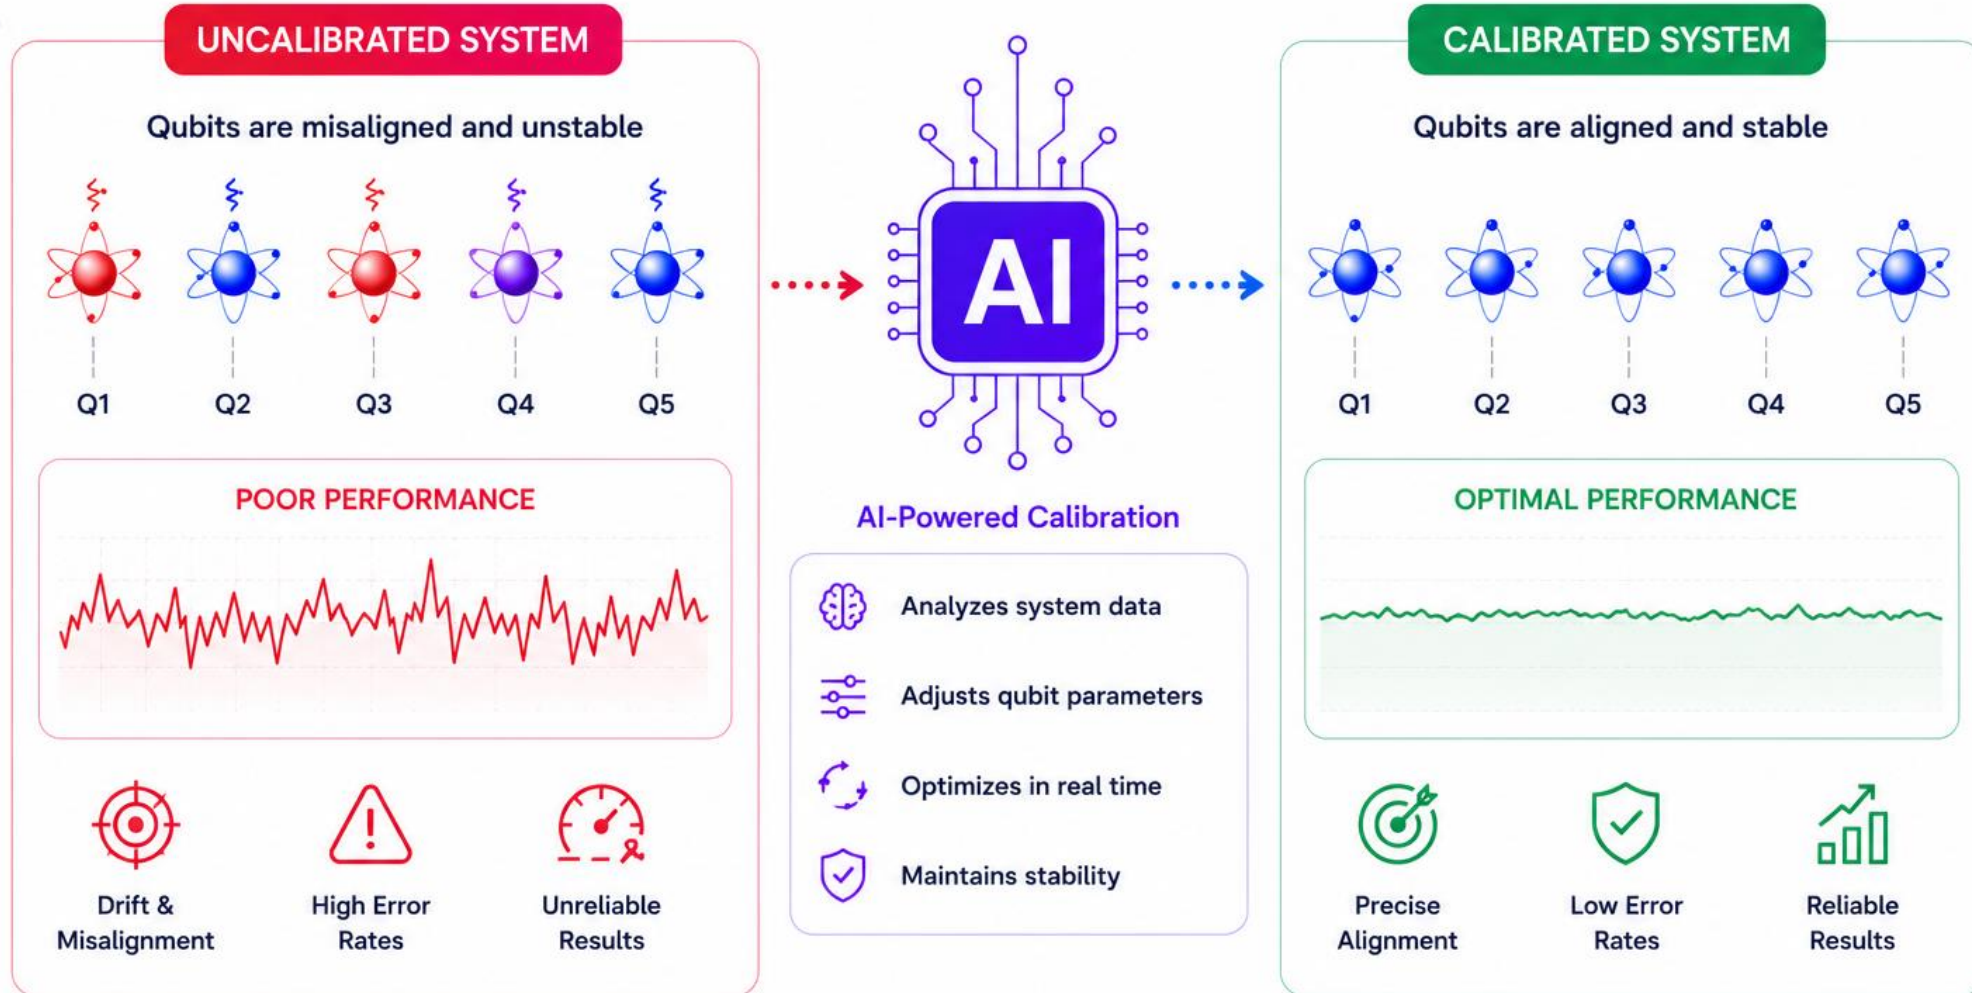 UNCALIBRATED SYSTEM
Qubits are misaligned and unstable
Q1 Q2 Q3 Q4 Q5
POOR PERFORMANCE
Drift &
Misalignment
High Error
Rates
Unreliable
Results
AI
AI-Powered Calibration
Analyzes system data
Adjusts qubit parameters
Optimizes in real time
Maintains stability
CALIBRATED SYSTEM
Qubits are aligned and stable
Q1 Q2 Q3 Q4 Q5
OPTIMAL PERFORMANCE
Precise
Alignment
Low Error
Rates
Reliable
Results